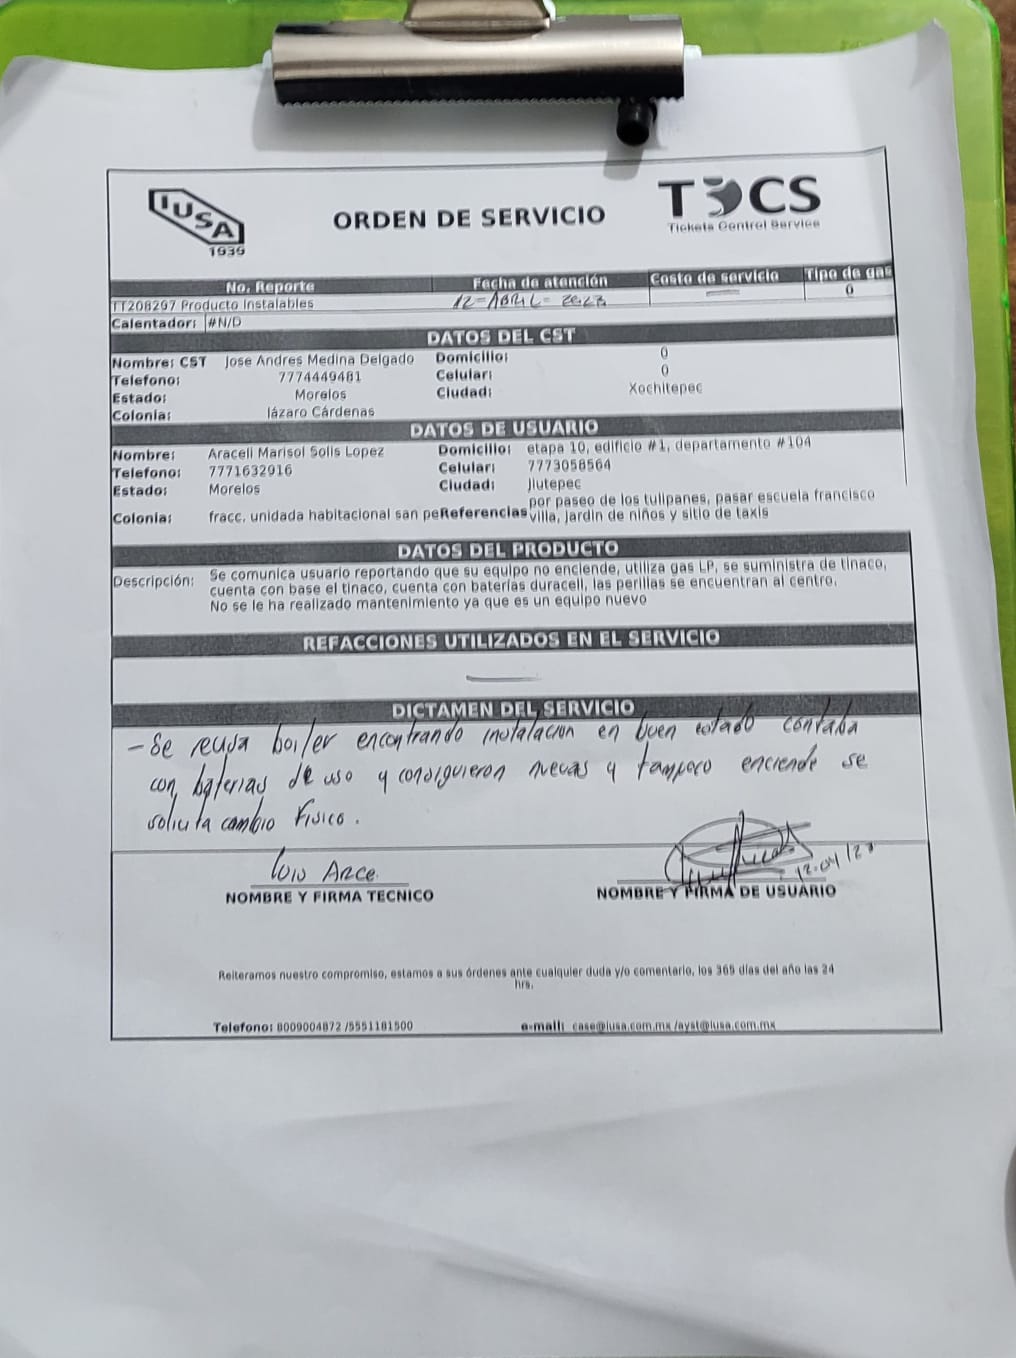 IUSA
1939
ORDEN DE SERVICIO
TOCS
Tickets Control Service
No. Reporte Fecha de atención Costo de servicio Tipo de gas
TT208297 Producto Instalables 12-ABRIL-2023 — 0
Calentador: #N/D
DATOS DEL CST
Nombre: CST Jose Andres Medina Delgado Domicilio: 0
Telefono: 7774449481 Celular: 0
Estado: Morelos Ciudad: Xochitepec
Colonia: lázaro Cárdenas
DATOS DE USUARIO
Nombre: Araceli Marisol Solis Lopez Domicilio: etapa 10, edificio #1, departamento #104
Telefono: 7771632916 Celular: 7773058564
Estado: Morelos Ciudad: Jiutepec
Colonia: fracc. unidada habitacional san pe Referencias por paseo de los tulipanes, pasar escuela francisco
villa, jardin de niños y sitio de taxis
DATOS DEL PRODUCTO
Descripción: Se comunica usuario reportando que su equipo no enciende, utiliza gas LP, se suministra de tinaco,
cuenta con base el tinaco, cuenta con baterías duracell, las perillas se encuentran al centro.
No se le ha realizado mantenimiento ya que es un equipo nuevo
REFACCIONES UTILIZADOS EN EL SERVICIO
—
DICTAMEN DEL SERVICIO
- Se reusa boiler encontrando instalacion en buen estado contaba
con baterias de uso y consiguieron nuevas y tampoco enciende se
solicita cambio Fisico.
Luis Arce
12-04/23
NOMBRE Y FIRMA TECNICO NOMBRE Y FIRMA DE USUARIO
Reiteramos nuestro compromiso, estamos a sus órdenes ante cualquier duda y/o comentario, los 365 días del año las 24
hrs.
Telefono: 8009004872 /5551181500 e-mail: case@iusa.com.mx /ayst@iusa.com.mx